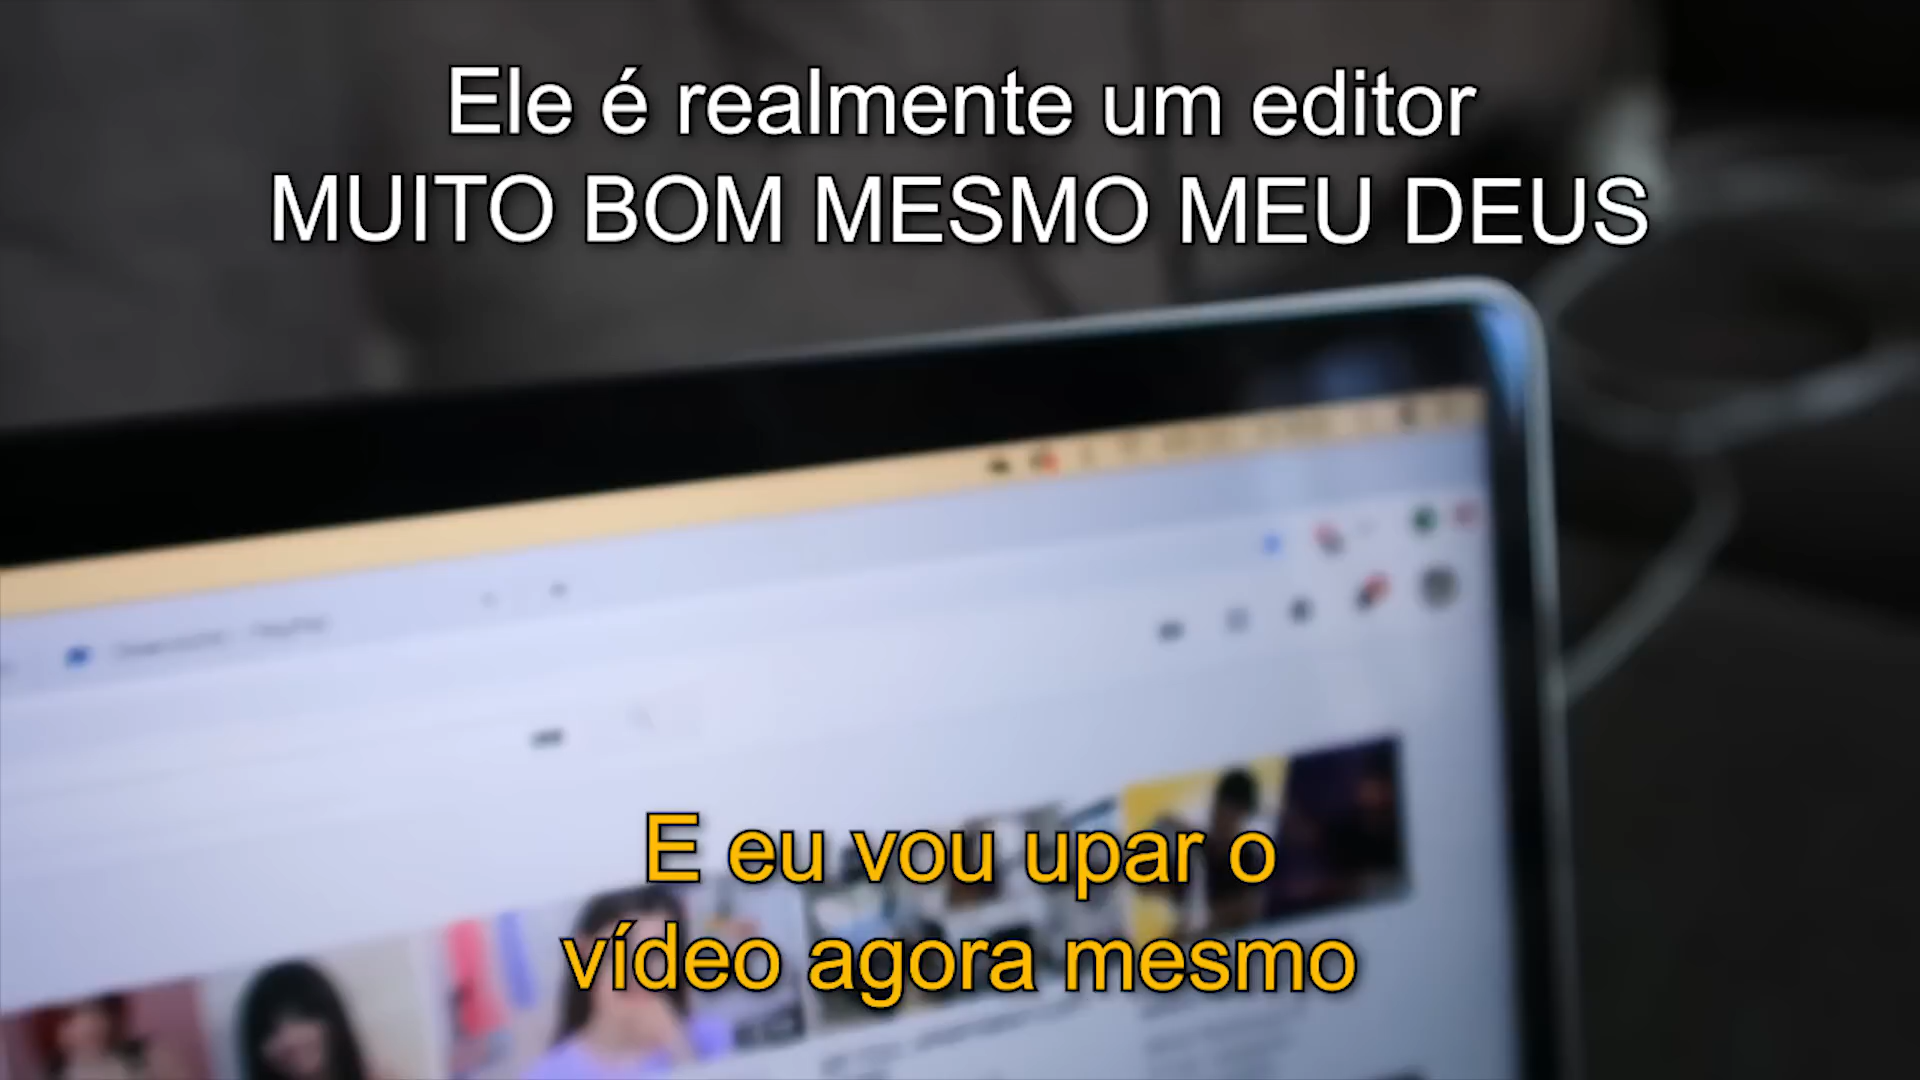 Ele é realmente um editor
MUITO BOM MESMO MEU DEUS
E eu vou upar o
vídeo agora mesmo